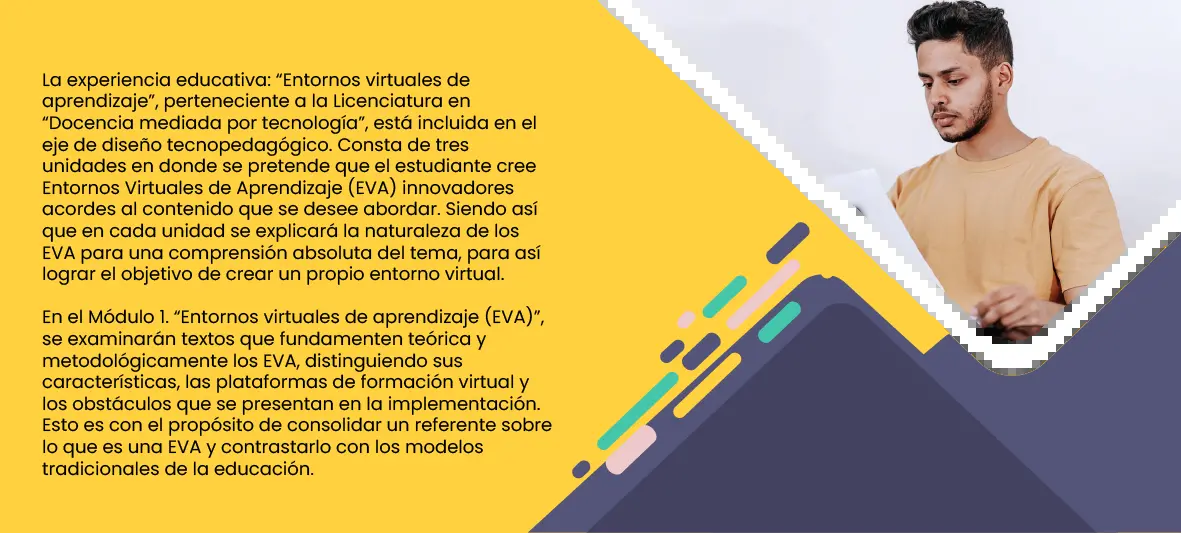 La experiencia educativa: “Entornos virtuales de
aprendizaje”, perteneciente a la Licenciatura en
“Docencia mediada por tecnología”, está incluida en el
eje de diseño tecnopedagógico. Consta de tres
unidades en donde se pretende que el estudiante cree
Entornos Virtuales de Aprendizaje (EVA) innovadores
acordes al contenido que se desee abordar. Siendo así
que en cada unidad se explicará la naturaleza de los
EVA para una comprensión absoluta del tema, para así
lograr el objetivo de crear un propio entorno virtual.
En el Módulo 1. “Entornos virtuales de aprendizaje (EVA)”,
se examinarán textos que fundamenten teórica y
metodológicamente los EVA, distinguiendo sus
características, las plataformas de formación virtual y
los obstáculos que se presentan en la implementación.
Esto es con el propósito de consolidar un referente sobre
lo que es una EVA y contrastarlo con los modelos
tradicionales de la educación.